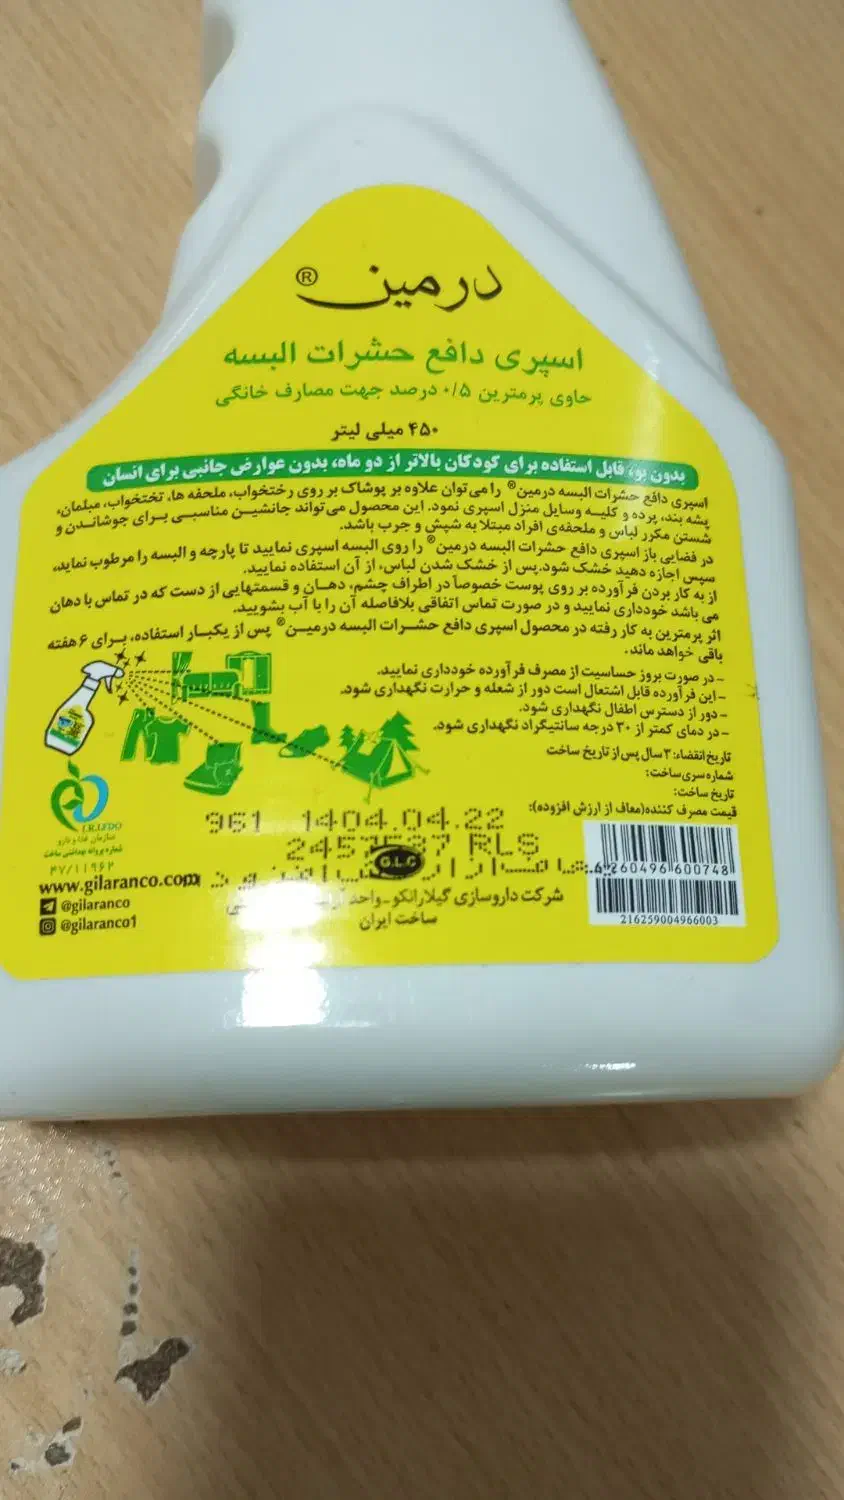 درمین®
اسپری دافع حشرات البسه
حاوی پرمترین ۰/۵ درصد جهت مصارف خانگی
۴۵۰ میلی لیتر
بدون بو، قابل استفاده برای کودکان بالاتر از دو ماه، بدون عوارض جانبی برای انسان
اسپری دافع حشرات البسه درمین® را می‌توان علاوه بر پوشاک بر روی رختخواب، ملحفه ها، تختخواب، مبلمان،
پشه بند، پرده و کلیه وسایل منزل اسپری نمود. این محصول می‌تواند جانشین مناسبی برای جوشاندن و
شستن مکرر لباس و ملحفه‌ی افراد مبتلا به شپش و جرب باشد.
در فضایی باز اسپری دافع حشرات البسه درمین® را روی البسه اسپری نمایید تا پارچه و البسه را مرطوب نماید،
سپس اجازه دهید خشک شود.پس از خشک شدن لباس، از آن استفاده نمایید.
از به کار بردن فرآورده بر روی پوست خصوصاً در اطراف چشم، دهان و قسمتهایی از دست که در تماس با دهان
می باشد خودداری نمایید و در صورت تماس اتفاقی بلافاصله آن را با آب بشویید.
اثر پرمترین به کار رفته در محصول اسپری دافع حشرات البسه درمین® پس از یکبار استفاده، برای ۶ هفته
باقی خواهد ماند.
- در صورت بروز حساسیت از مصرف فرآورده خودداری نمایید.
- این فرآورده قابل اشتعال است دور از شعله و حرارت نگهداری شود.
- دور از دسترس اطفال نگهداری شود.
- در دمای کمتر از ۳۰ درجه سانتیگراد نگهداری شود.
تاریخ انقضاء: ۳ سال پس از تاریخ ساخت
شماره سری ساخت:
تاریخ ساخت:
قیمت مصرف کننده(معاف از ارزش افزوده):
961 1404.04.22
RLS
G.L.C
شرکت داروسازی گیلارانکو - واحد
ساخت ایران
I.R.I.FDO
سازمان غذا و دارو
شماره پروانه بهداشتی ساخت
۴۷/۱۱۹۶۲
www.gilaranco.com
@gilaranco
@gilaranco1
6260496600748
216259004966003